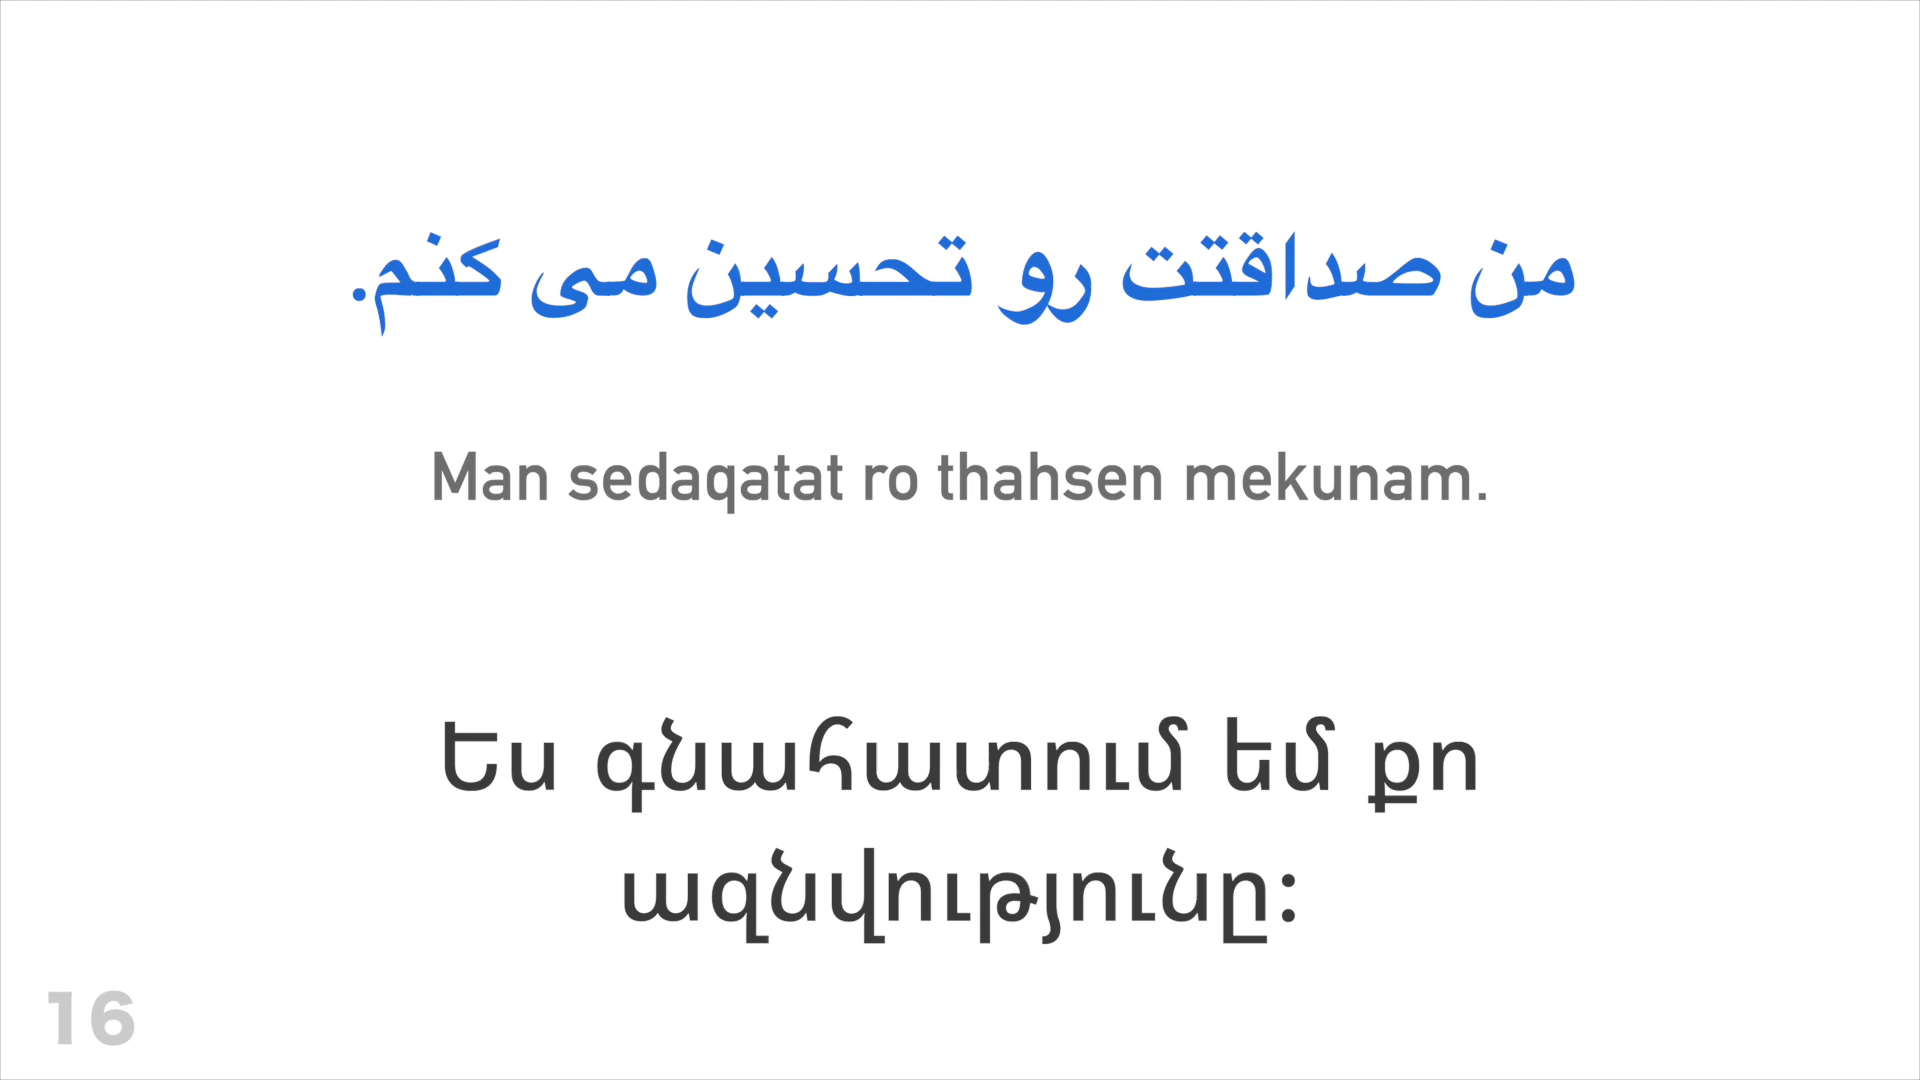 من صداقتت رو تحسین می کنم.
Man sedaqatat ro thahsen mekunam.
Ես գնահատում եմ քո
ազնվությունը:
16